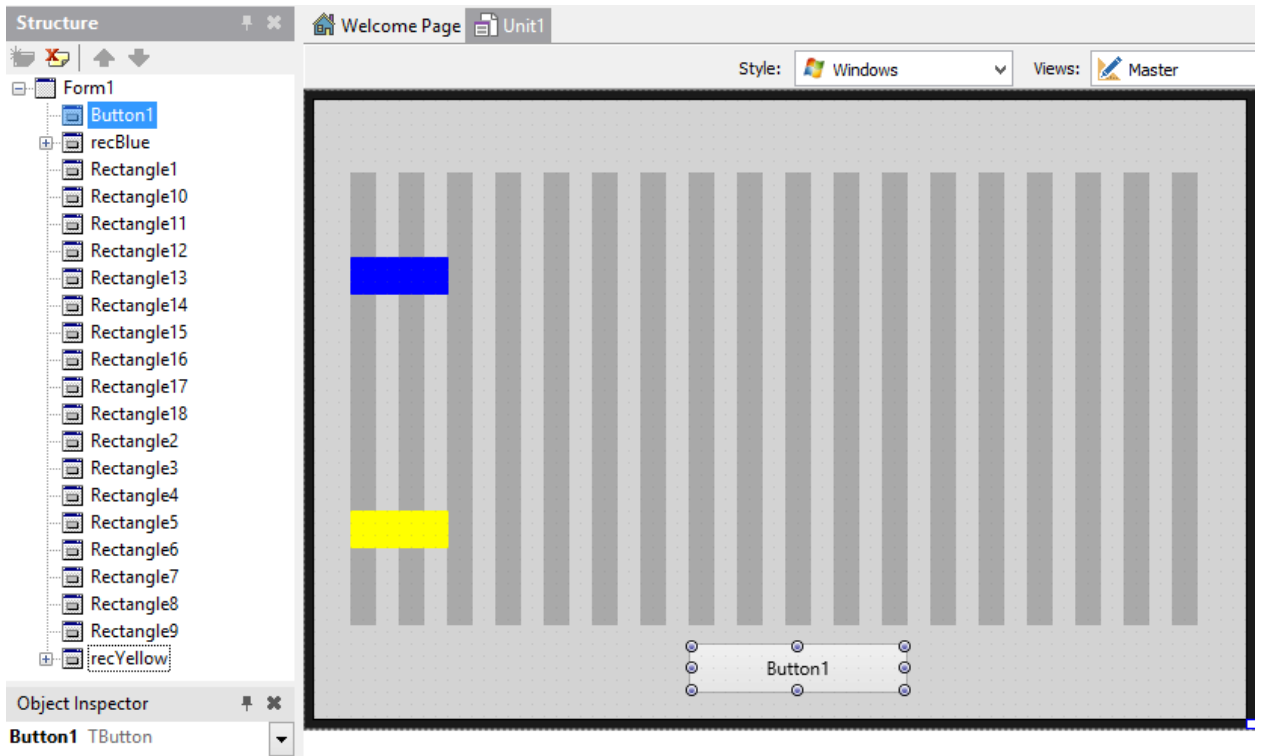 Structure
Welcome Page Unit1
Style: Windows Views: Master
Form1
Button1
recBlue
Rectangle1
Rectangle10
Rectangle11
Rectangle12
Rectangle13
Rectangle14
Rectangle15
Rectangle16
Rectangle17
Rectangle18
Rectangle2
Rectangle3
Rectangle4
Rectangle5
Rectangle6
Rectangle7
Rectangle8
Rectangle9
recYellow
Button1
Object Inspector
Button1 TButton